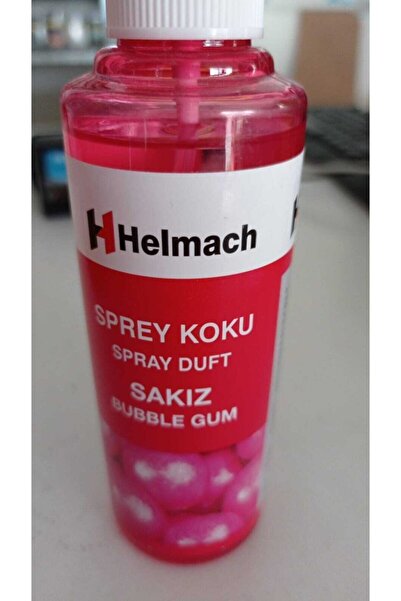 Helmach
SPREY KOKU
SPRAY DUFT
SAKIZ
BUBBLE GUM